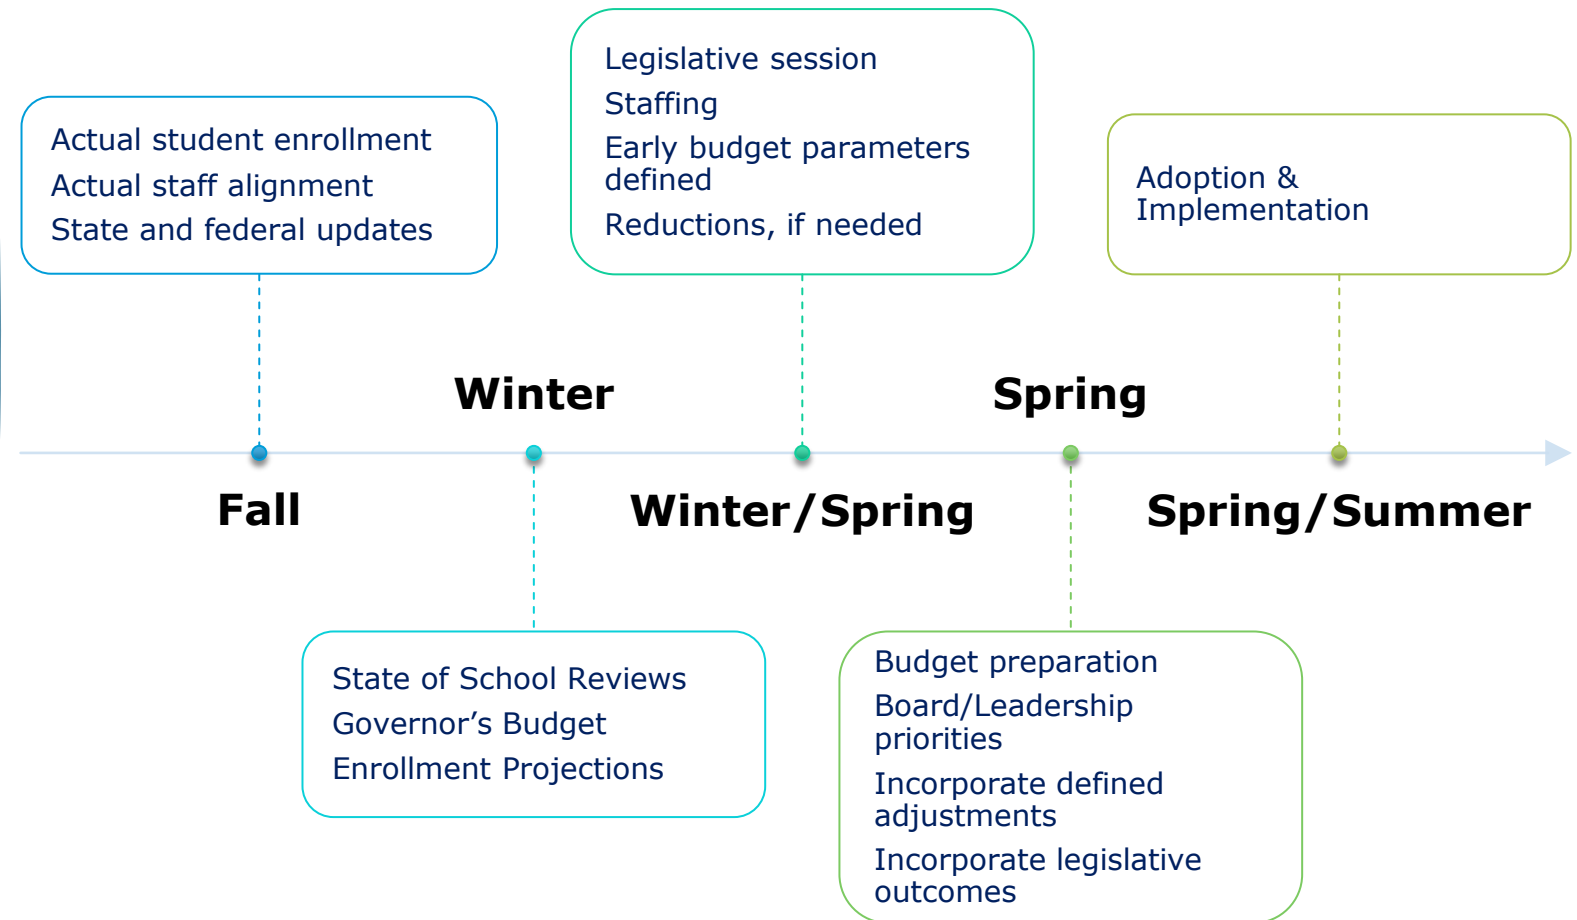 Actual student enrollment
Actual staff alignment
State and federal updates
Legislative session
Staffing
Early budget parameters
defined
Reductions, if needed
Adoption &
Implementation
Winter
Spring
Fall
Winter/Spring
Spring/Summer
State of School Reviews
Governor’s Budget
Enrollment Projections
Budget preparation
Board/Leadership
priorities
Incorporate defined
adjustments
Incorporate legislative
outcomes